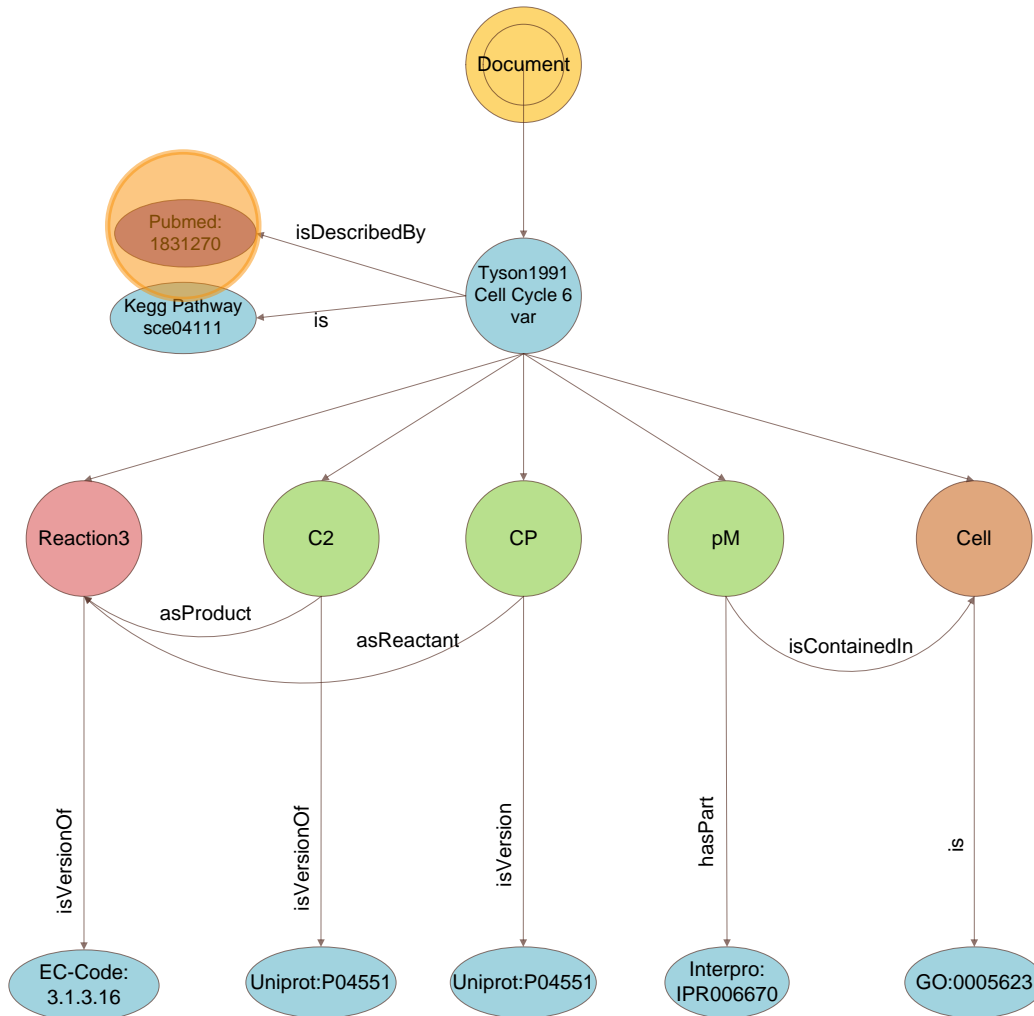 Document
Pubmed:
1831270
isDescribedBy
Tyson1991
Cell Cycle 6
var
Kegg Pathway
sce04111
is
Reaction3
C2
CP
pM
Cell
asProduct
asReactant
isContainedIn
isVersionOf
isVersionOf
isVersion
hasPart
is
EC-Code:
3.1.3.16
Uniprot:P04551
Uniprot:P04551
Interpro:
IPR006670
GO:0005623